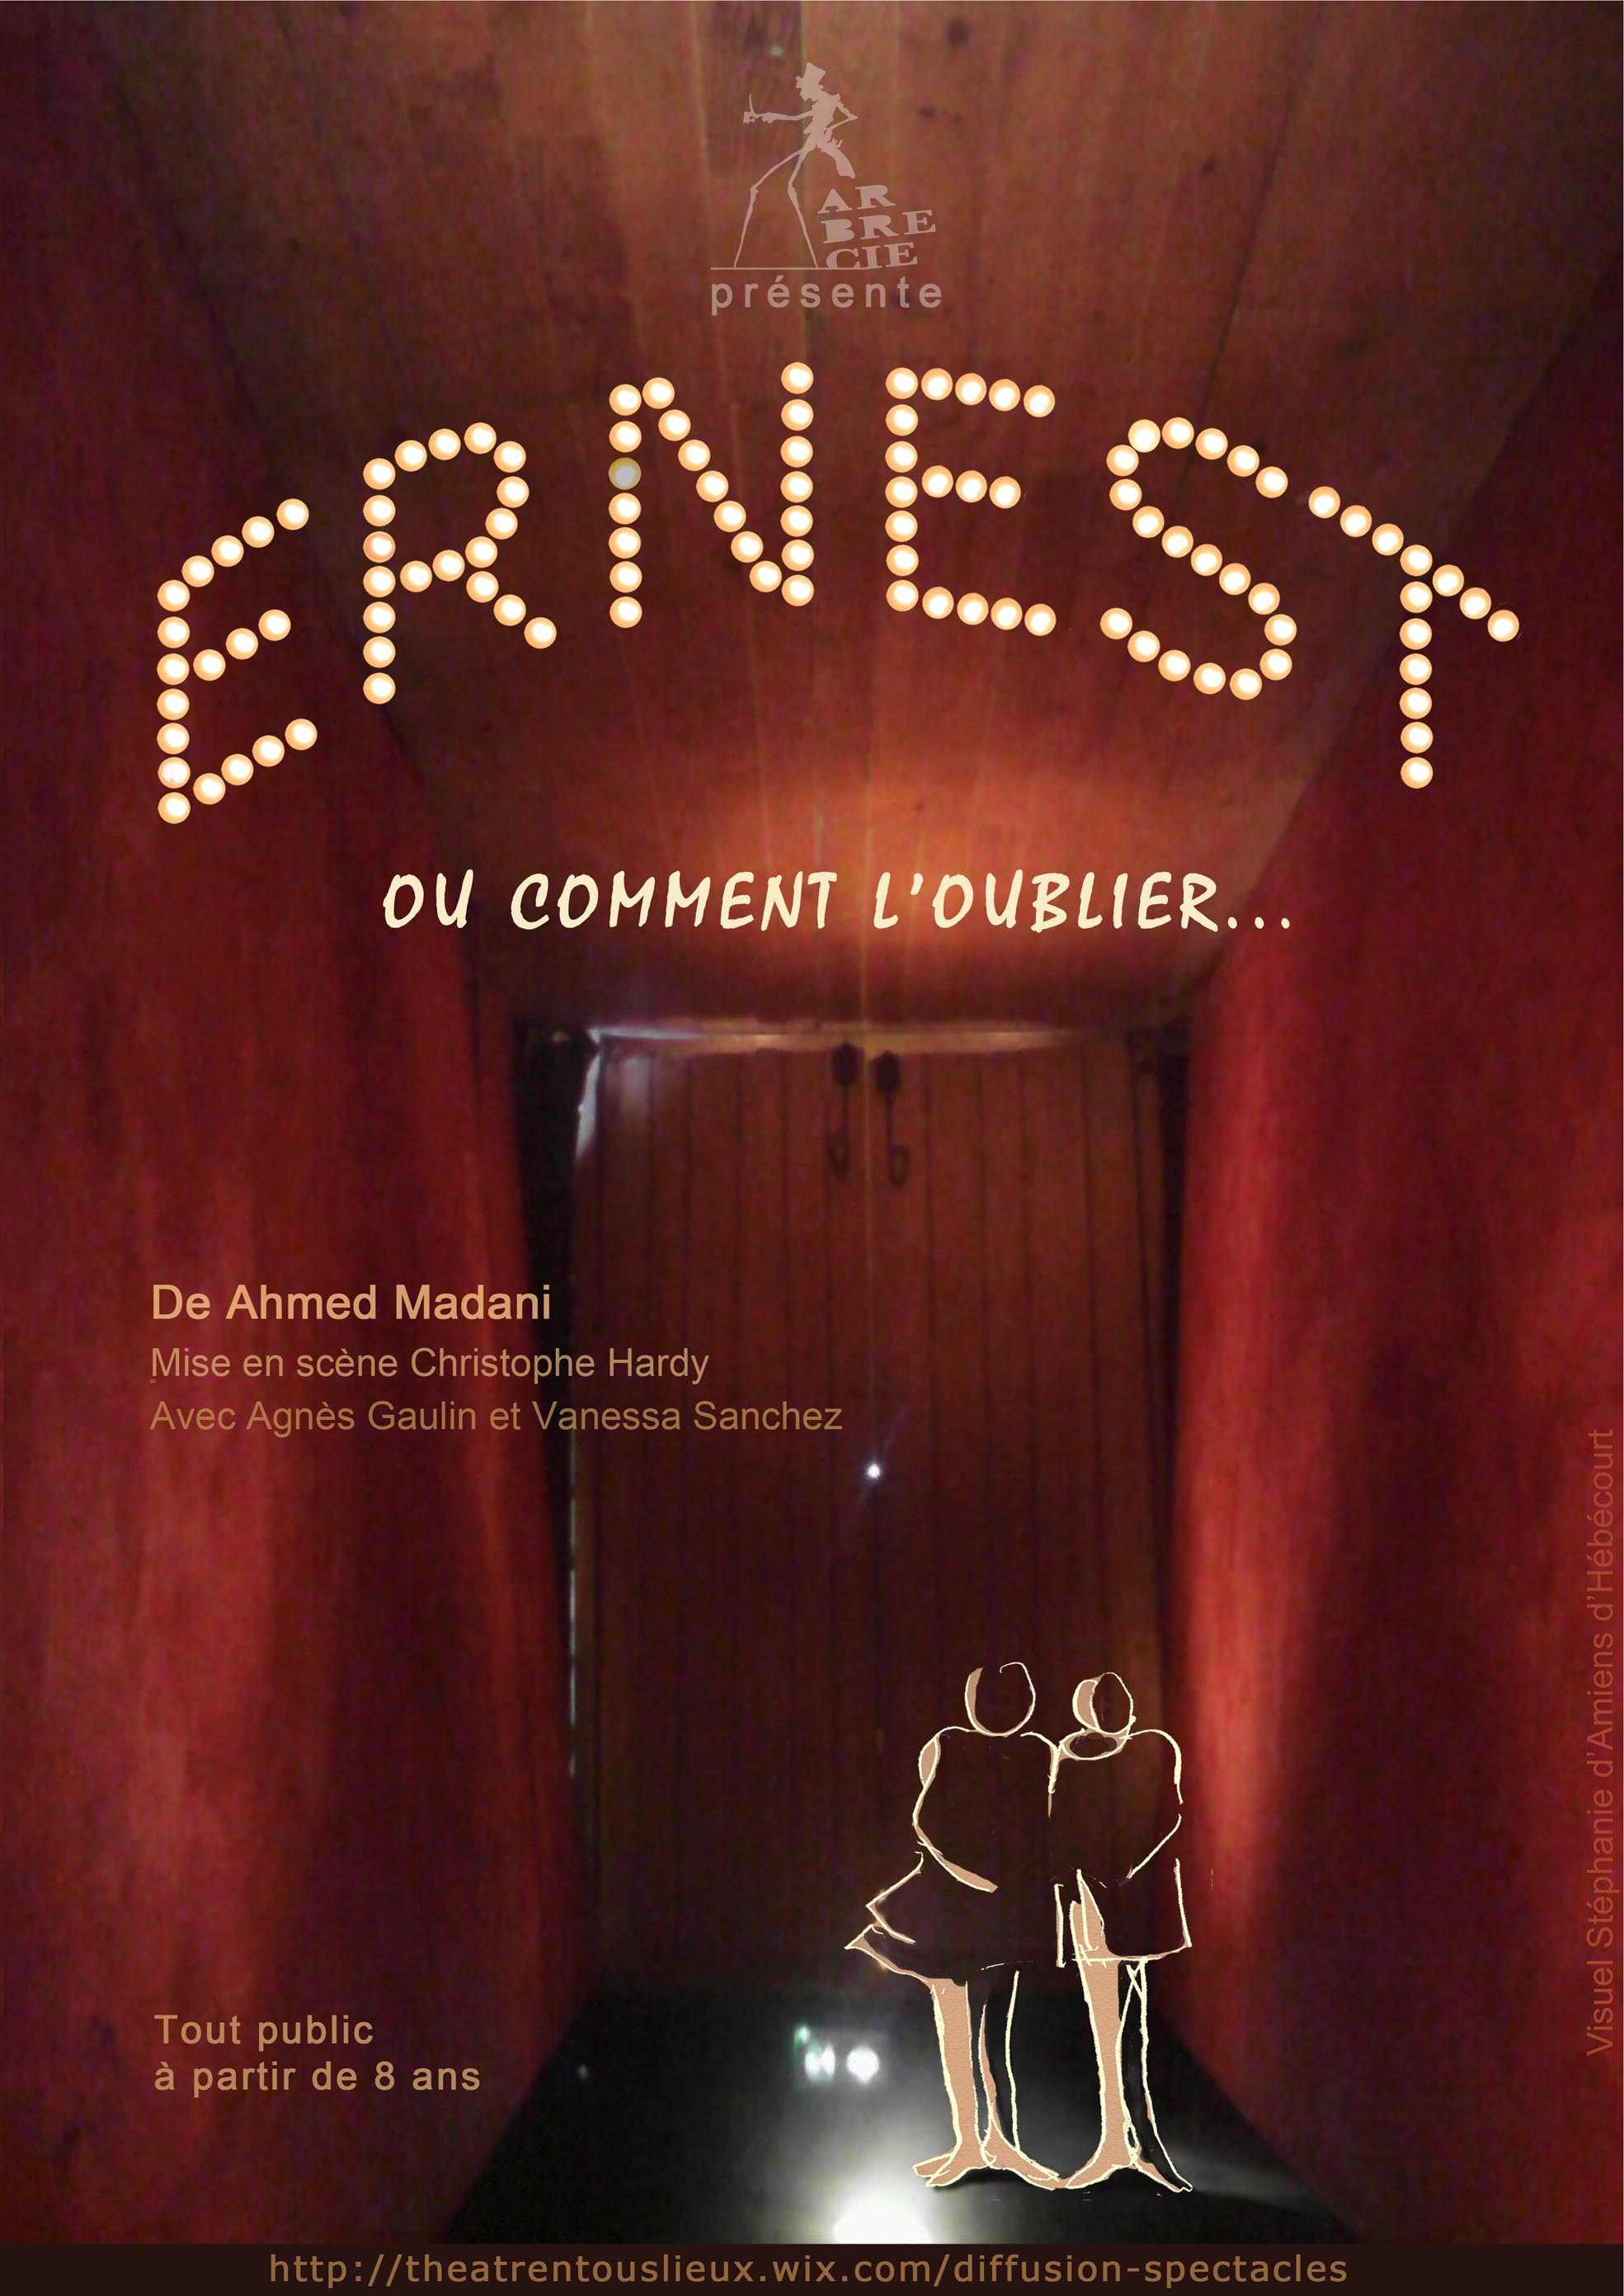 AR
BRE
CIE
présente
ERNEST
OU COMMENT L'OUBLIER...
De Ahmed Madani
Mise en scène Christophe Hardy
Avec Agnès Gaulin et Vanessa Sanchez
Visuel Stéphanie d'Amiens d'Hébécourt
Tout public
à partir de 8 ans
http://theatrentouslieux.wix.com/diffusion-spectacles